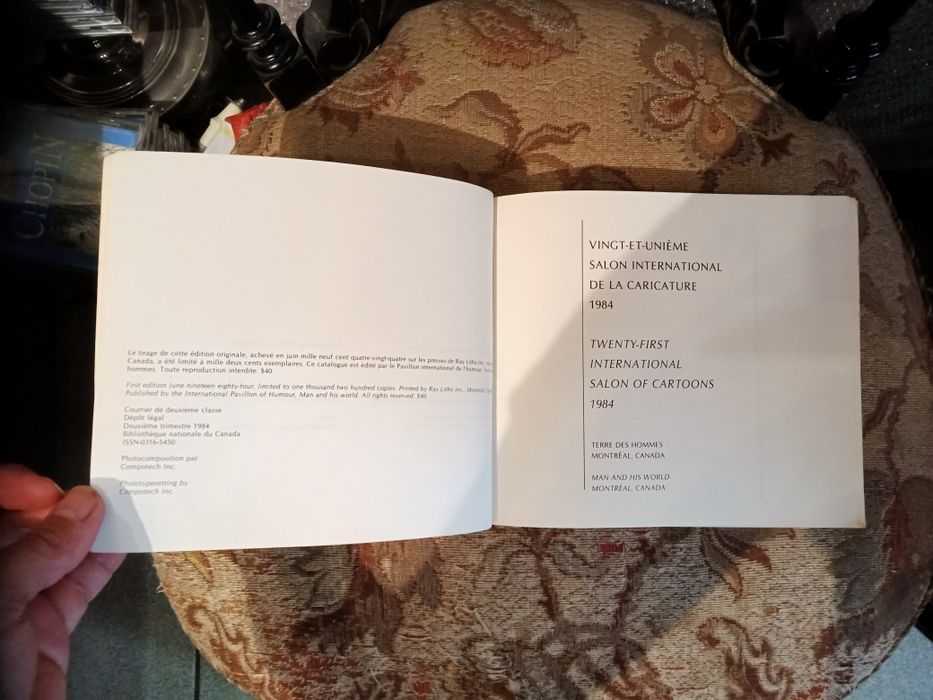 CHOPIN
Le tirage de cette édition originale, achevé en juin mille neuf cent quatre-vingt-quatre sur les presses de Ray Litho Inc.
Canada, a été limité à mille deux cents exemplaires. Ce catalogue est édité par le Pavillon international de l'humour,
hommes. Toute reproduction interdite. $40.
First edition June nineteen eighty-four, limited to one thousand two hundred copies. Printed by Ray Litho Inc., Montréal,
Published by the International Pavilion of Humour, Man and his world. All rights reserved. $40.
Courrier de deuxième classe
Dépôt légal
Deuxième trimestre 1984
Bibliothèque nationale du Canada
ISSN-0316-5450
Photocomposition par
Compotech Inc.
Phototypesetting by
Compotech Inc.
VINGT-ET-UNIÈME
SALON INTERNATIONAL
DE LA CARICATURE
1984
TWENTY-FIRST
INTERNATIONAL
SALON OF CARTOONS
1984
TERRE DES HOMMES
MONTRÉAL, CANADA
MAN AND HIS WORLD
MONTRÉAL, CANADA